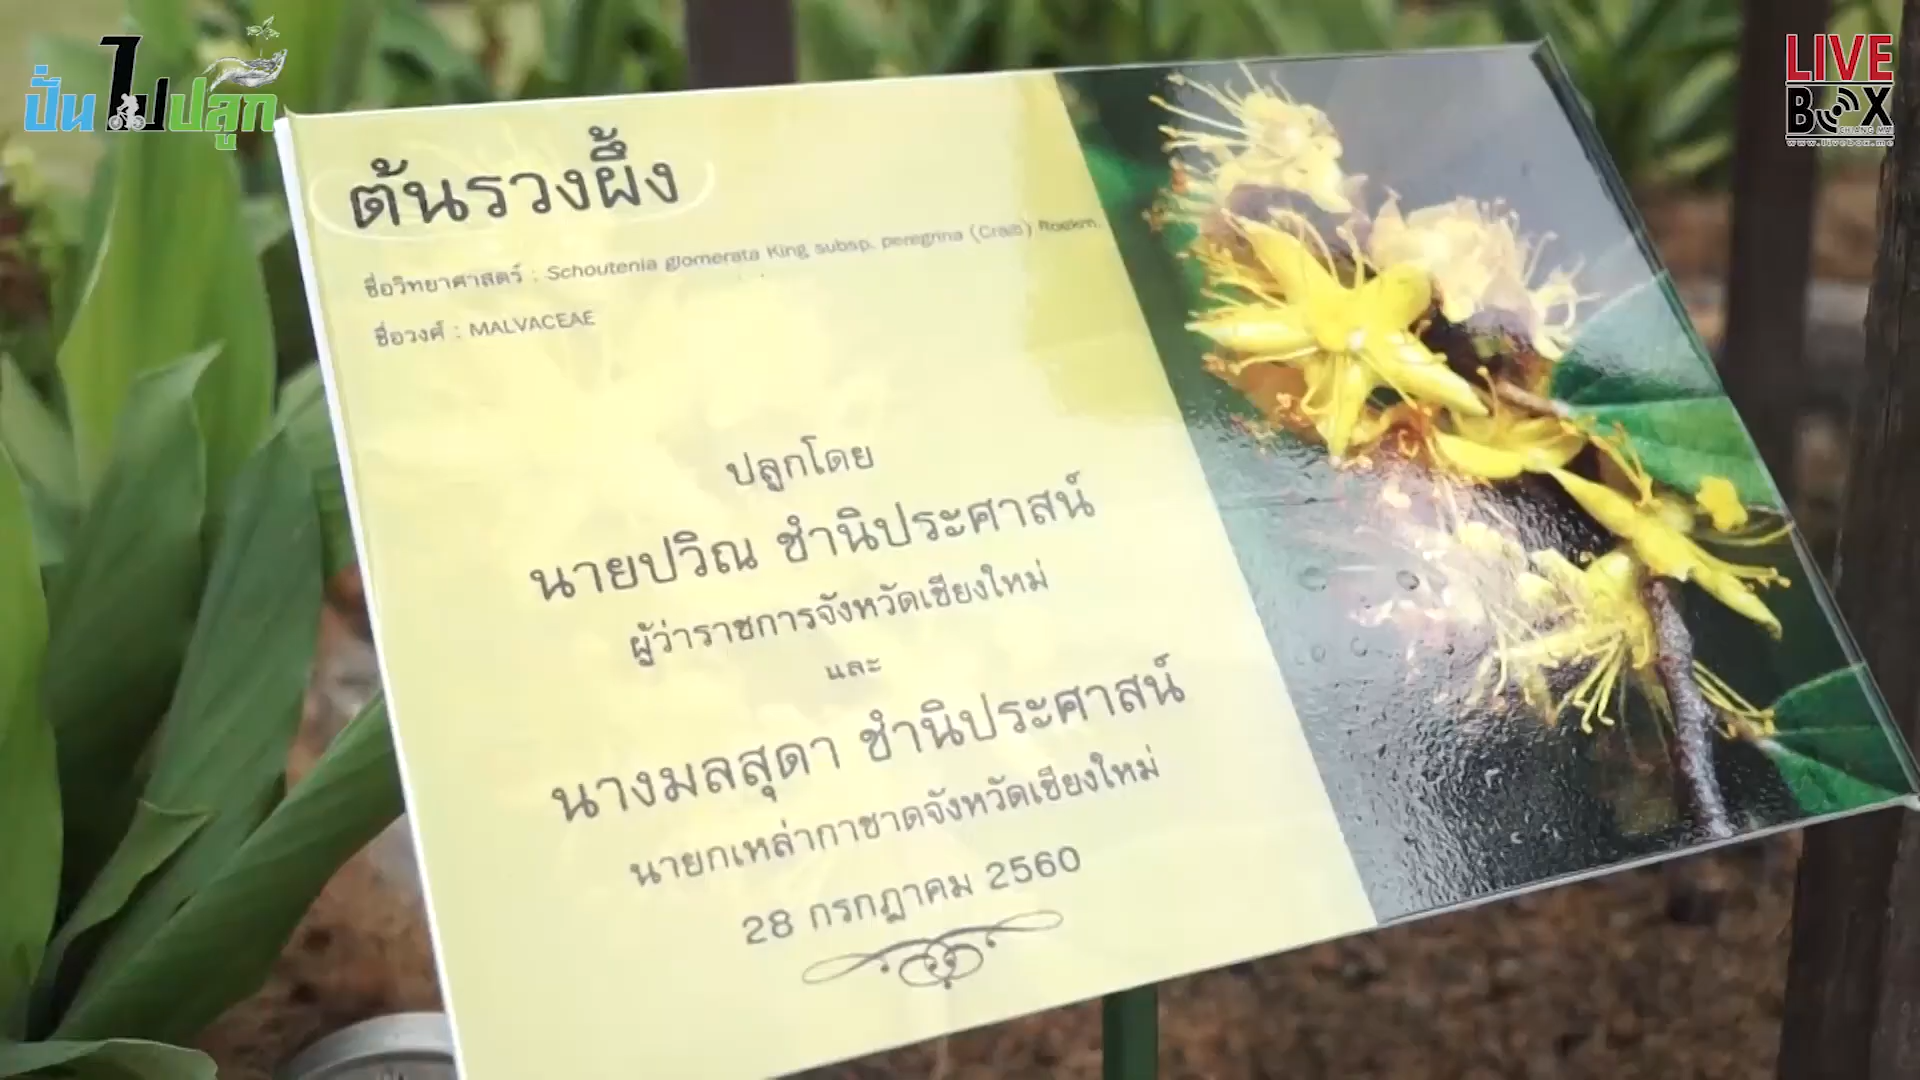 ปั่นไปปลูก
LIVE
BOX
CHIANG MAI
www.livebox.me
ต้นรวงผึ้ง
ชื่อวิทยาศาสตร์ : Schoutenia glomerata King subsp. peregrina (Craib) Roekm.
ชื่อวงศ์ : MALVACEAE
ปลูกโดย
นายปวิณ ชำนิประศาสน์
ผู้ว่าราชการจังหวัดเชียงใหม่
และ
นางมลสุดา ชำนิประศาสน์
นายกเหล่ากาชาดจังหวัดเชียงใหม่
28 กรกฎาคม 2560